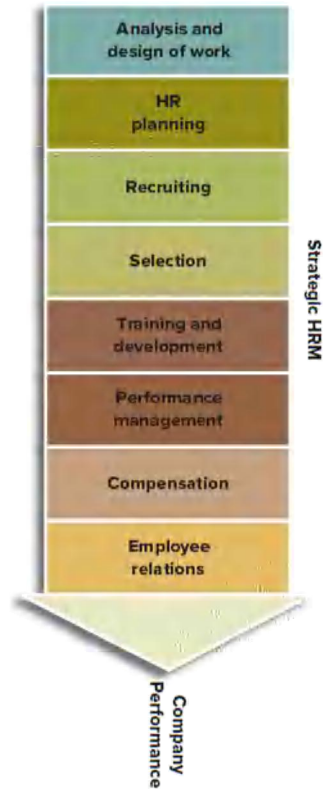 Analysis and
design of work
HR
planning
Recruiting
Selection
Training and
development
Performance
management
Compensation
Employee
relations
Strategic HRM
Company
Performance